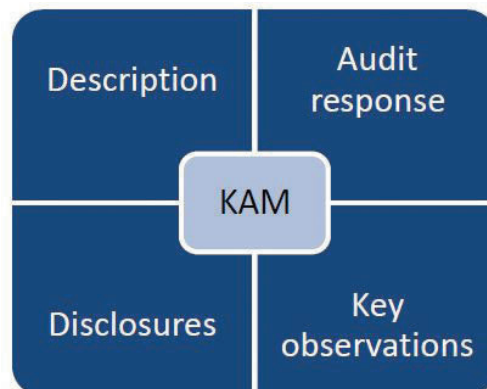 Description
Audit
response
KAM
Disclosures
Key
observations